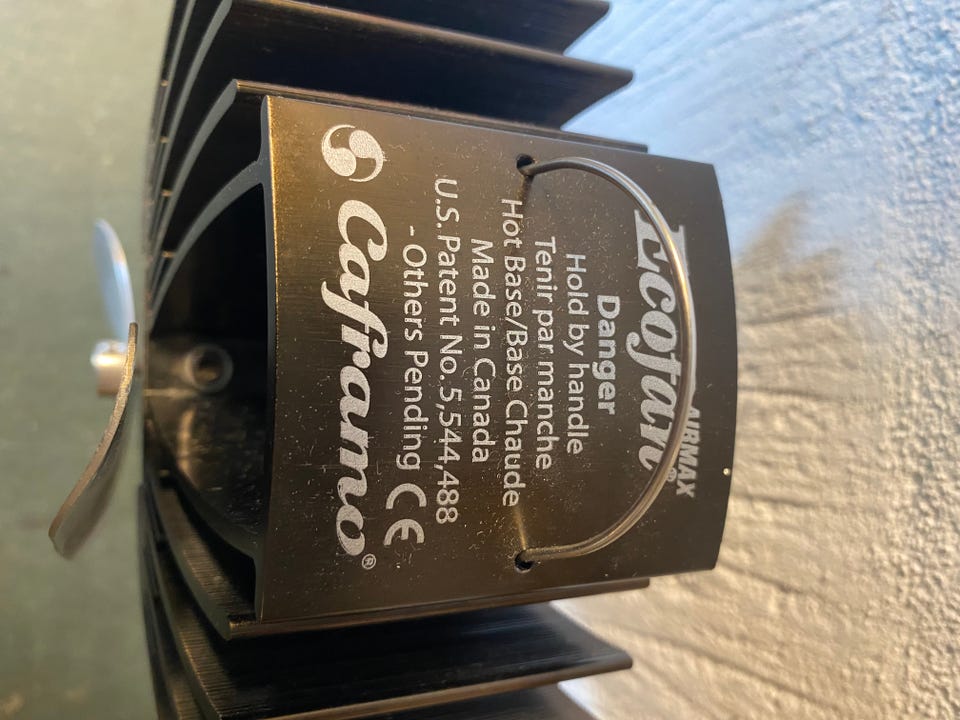 Ecofan®
AIRMAX
Danger
Hold by handle
Tenir par manche
Hot Base/Base Chaude
Made in Canada
U.S. Patent No. 5,544,488
- Others Pending CE
Caframo®